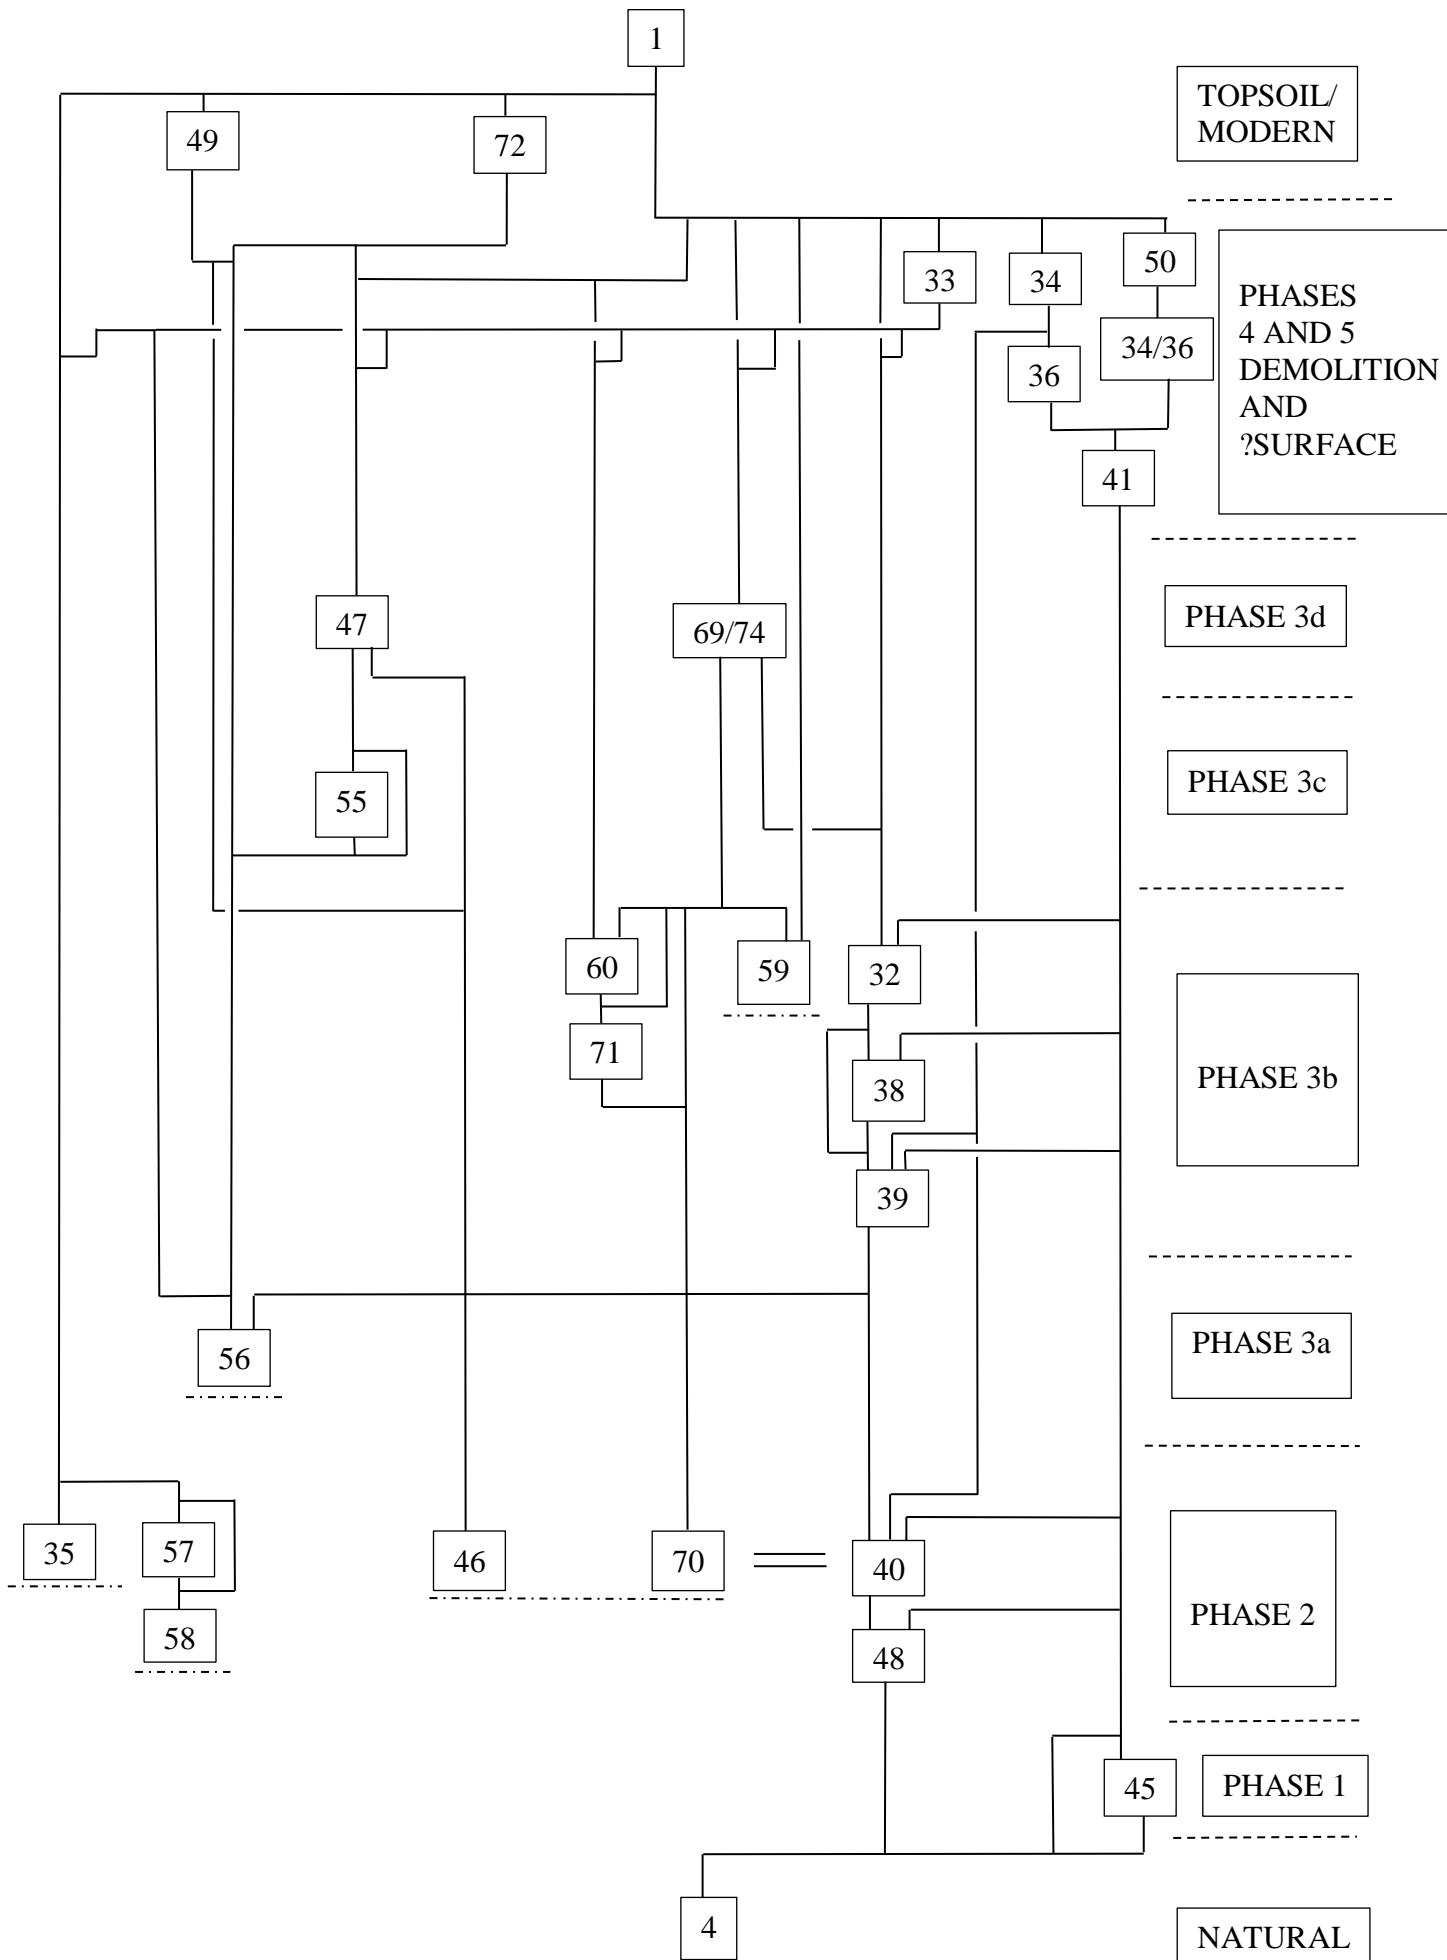 1
TOPSOIL/
MODERN
49
72
33
34
50
PHASES
4 AND 5
DEMOLITION
AND
?SURFACE
34/36
36
41
47
69/74
PHASE 3d
55
PHASE 3c
60
59
32
71
38
PHASE 3b
39
56
PHASE 3a
35
57
46
70
40
58
48
PHASE 2
45
PHASE 1
4
NATURAL